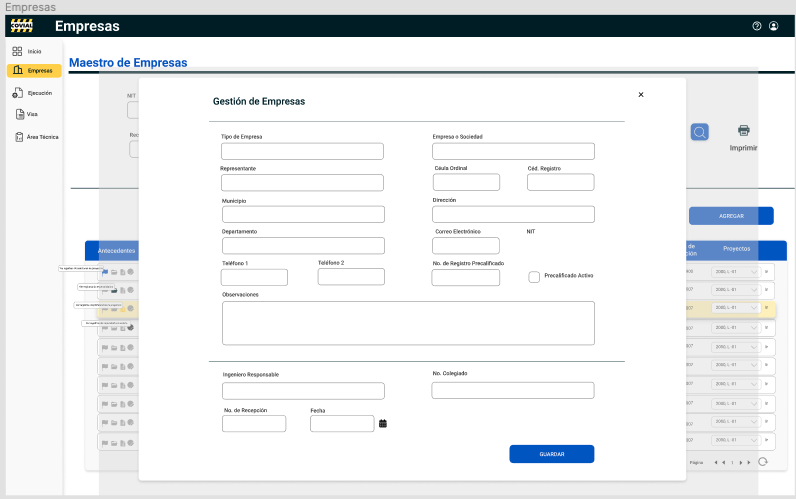 Empresas
COVIAL
Empresas
Inicio
Empresas
Ejecución
Visa
Área Técnica
Maestro de Empresas
NIT
Imprimir
AGREGAR
Antecedentes
de
ción
Proyectos
Gestión de Empresas
Tipo de Empresa
Empresa o Sociedad
Representante
Céula Ordinal
Céd. Registro
Municipio
Dirección
Departamento
Correo Electrónico
NIT
Teléfono 1
Teléfono 2
No. de Registro Precalificado
Precalificado Activo
Observaciones
Ingeniero Responsable
No. Colegiado
No. de Recepción
Fecha
GUARDAR
Página
1